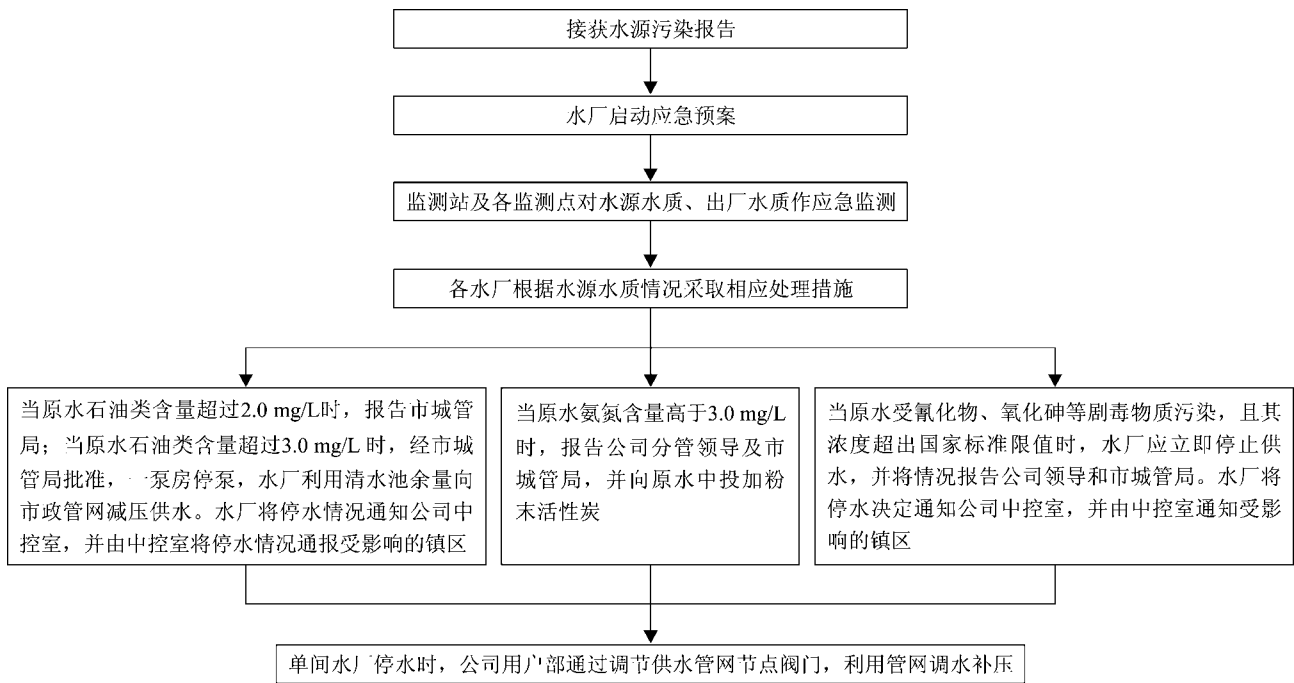 接获水源污染报告
水厂启动应急预案
监测站及各监测点对水源水质、出厂水质作应急监测
各水厂根据水源水质情况采取相应处理措施
当原水石油类含量超过2.0 mg/L时，报告市城管
局；当原水石油类含量超过3.0 mg/L 时，经市城
管局批准，一泵房停泵，水厂利用清水池余量向
市政管网减压供水。水厂将停水情况通知公司中
控室，并由中控室将停水情况通报受影响的镇区
当原水氨氮含量高于3.0 mg/L
时，报告公司分管领导及市
城管局，并向原水中投加粉
末活性炭
当原水受氰化物、氧化砷等剧毒物质污染，且其
浓度超出国家标准限值时，水厂应立即停止供
水，并将情况报告公司领导和市城管局。水厂将
停水决定通知公司中控室，并由中控室通知受影
响的镇区
单间水厂停水时，公司用户部通过调节供水管网节点阀门，利用管网调水补压